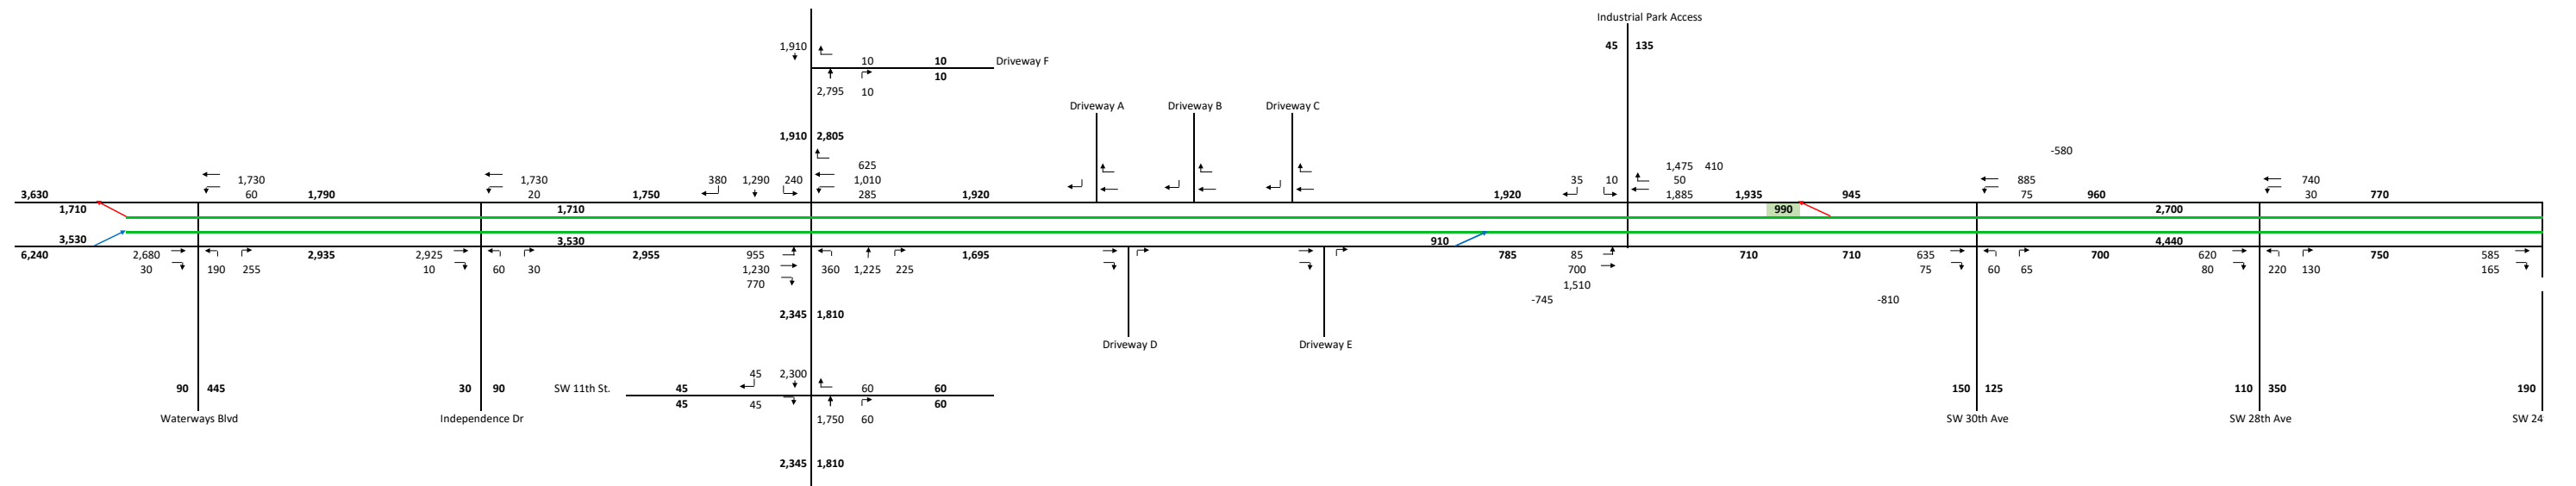 Industrial Park Access
1,910
45 135
10 10 Driveway F
10
2,795 10
Driveway A Driveway B Driveway C
1,910 2,805
-580
625 1,475 410
1,730 1,730 380 1,290 240 1,010 35 10 50 885 740
3,630 60 1,790 20 1,750 285 1,920 1,920 1,885 1,935 945 75 960 30 770
1,710 1,710 990 2,700
3,530 3,530 910 4,440
6,240 2,680 2,935 2,925 2,955 955 1,695 785 85 710 710 635 700 620 750 585
30 190 255 10 60 30 1,230 360 1,225 225 700 75 60 65 80 220 130 165
770 1,510
-745 -810
2,345 1,810
Driveway D Driveway E
45 2,300
90 445 30 90 SW 11th St. 45 60 60 150 125 110 350 190
45 45 60
Waterways Blvd Independence Dr 1,750 60 SW 30th Ave SW 28th Ave SW 24
2,345 1,810